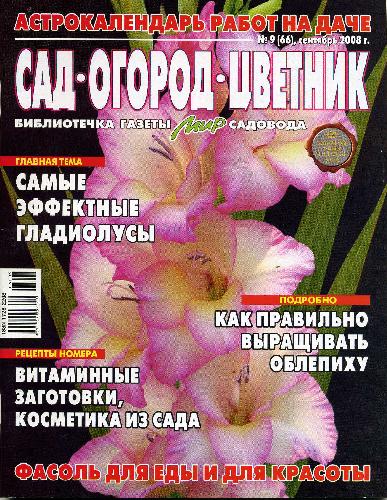 АСТРОКАЛЕНДАРЬ РАБОТ НА ДАЧЕ
№ 9 (66), сентябрь 2008 г.
САД·ОГОРОД·ЦВЕТНИК
БИБЛИОТЕЧКА ГАЗЕТЫ Мир САДОВОДА
ГЛАВНАЯ ТЕМА
САМЫЕ
ЭФФЕКТНЫЕ
ГЛАДИОЛУСЫ
ПОДРОБНО
КАК ПРАВИЛЬНО
ВЫРАЩИВАТЬ
ОБЛЕПИХУ
РЕЦЕПТЫ НОМЕРА
ВИТАМИННЫЕ
ЗАГОТОВКИ,
КОСМЕТИКА ИЗ САДА
ФАСОЛЬ ДЛЯ ЕДЫ И ДЛЯ КРАСОТЫ